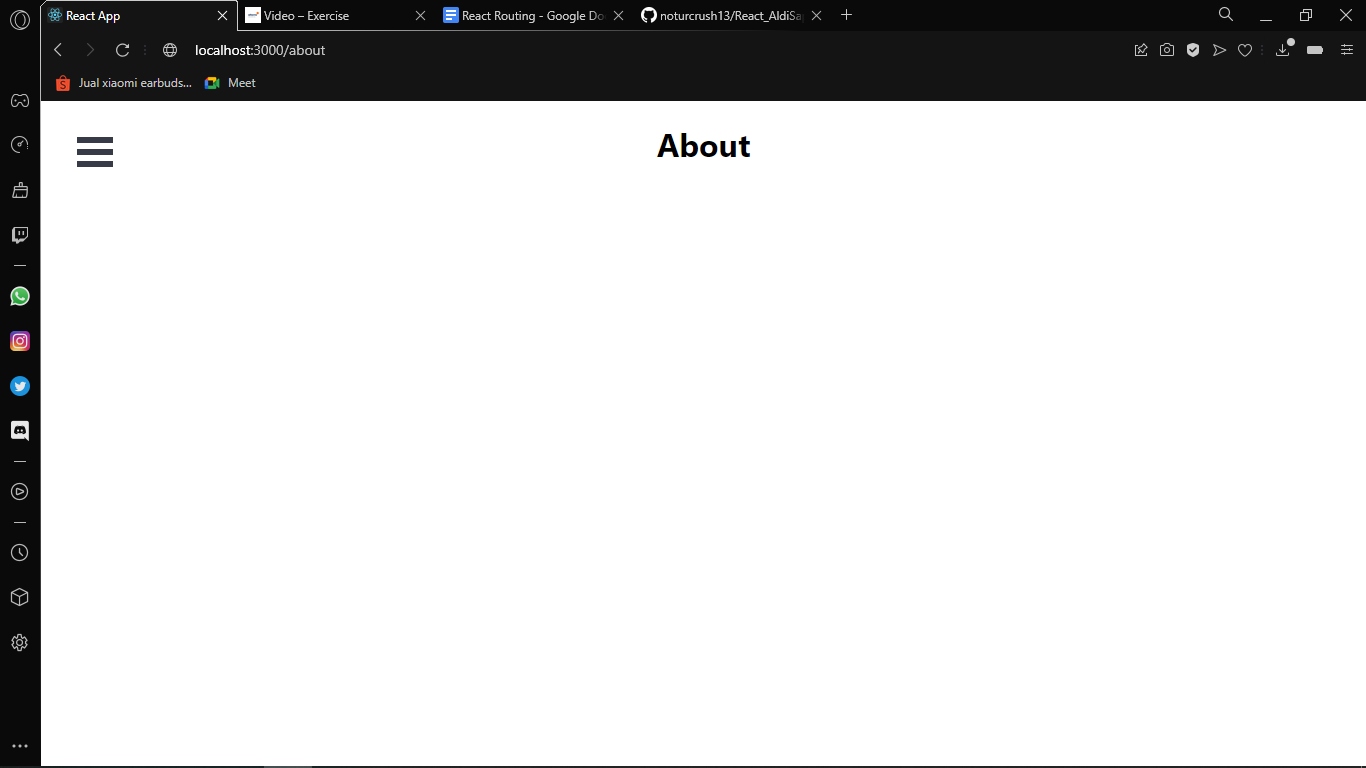 React App
Video – Exercise
React Routing - Google Do
noturcrush13/React_AldiSa
localhost:3000/about
Jual xiaomi earbuds...
Meet
About